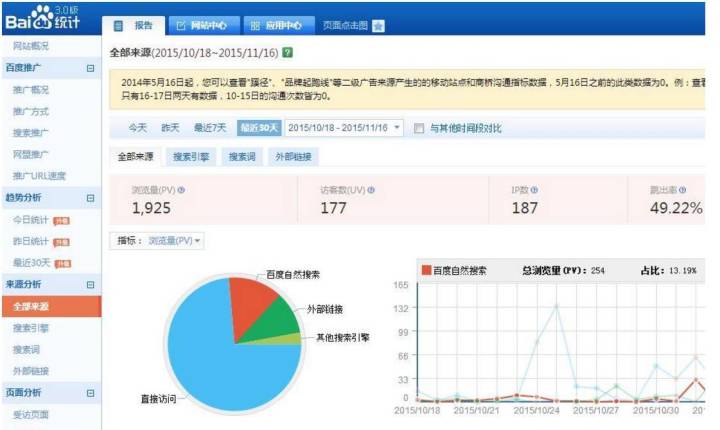 Bai 统计 3.0版
报告 网站中心 应用中心 页面点击图
网站概况
百度推广
推广概况
推广方式
搜索推广
网盟推广
推广URL速度
趋势分析
今日统计 升级
昨日统计 升级
最近30天 升级
来源分析
全部来源
搜索引擎
搜索词
外部链接
页面分析
受访页面
全部来源(2015/10/18~2015/11/16)
2014年5月16日起，您可以查看"蹊径"、"品牌起跑线"等二级广告来源产生的的移动站点和商桥沟通指标数据，5月16日之前的此类数据为0。例：查看
只有16-17日两天有数据，10-15日的沟通次数皆为0。
今天 昨天 最近7天 最近30天 2015/10/18 - 2015/11/16 与其他时间段对比
全部来源 搜索引擎 搜索词 外部链接
浏览量(PV) 访客数(UV) IP数 跳出率
1,925 177 187 49.22%
指标： 浏览量(PV)
百度自然搜索
外部链接
其他搜索引擎
直接访问
百度自然搜索 总浏览量(PV)：254 占比：13.19%
165
132
99
66
33
0
2015/10/18 2015/10/21 2015/10/24 2015/10/27 2015/10/30 201